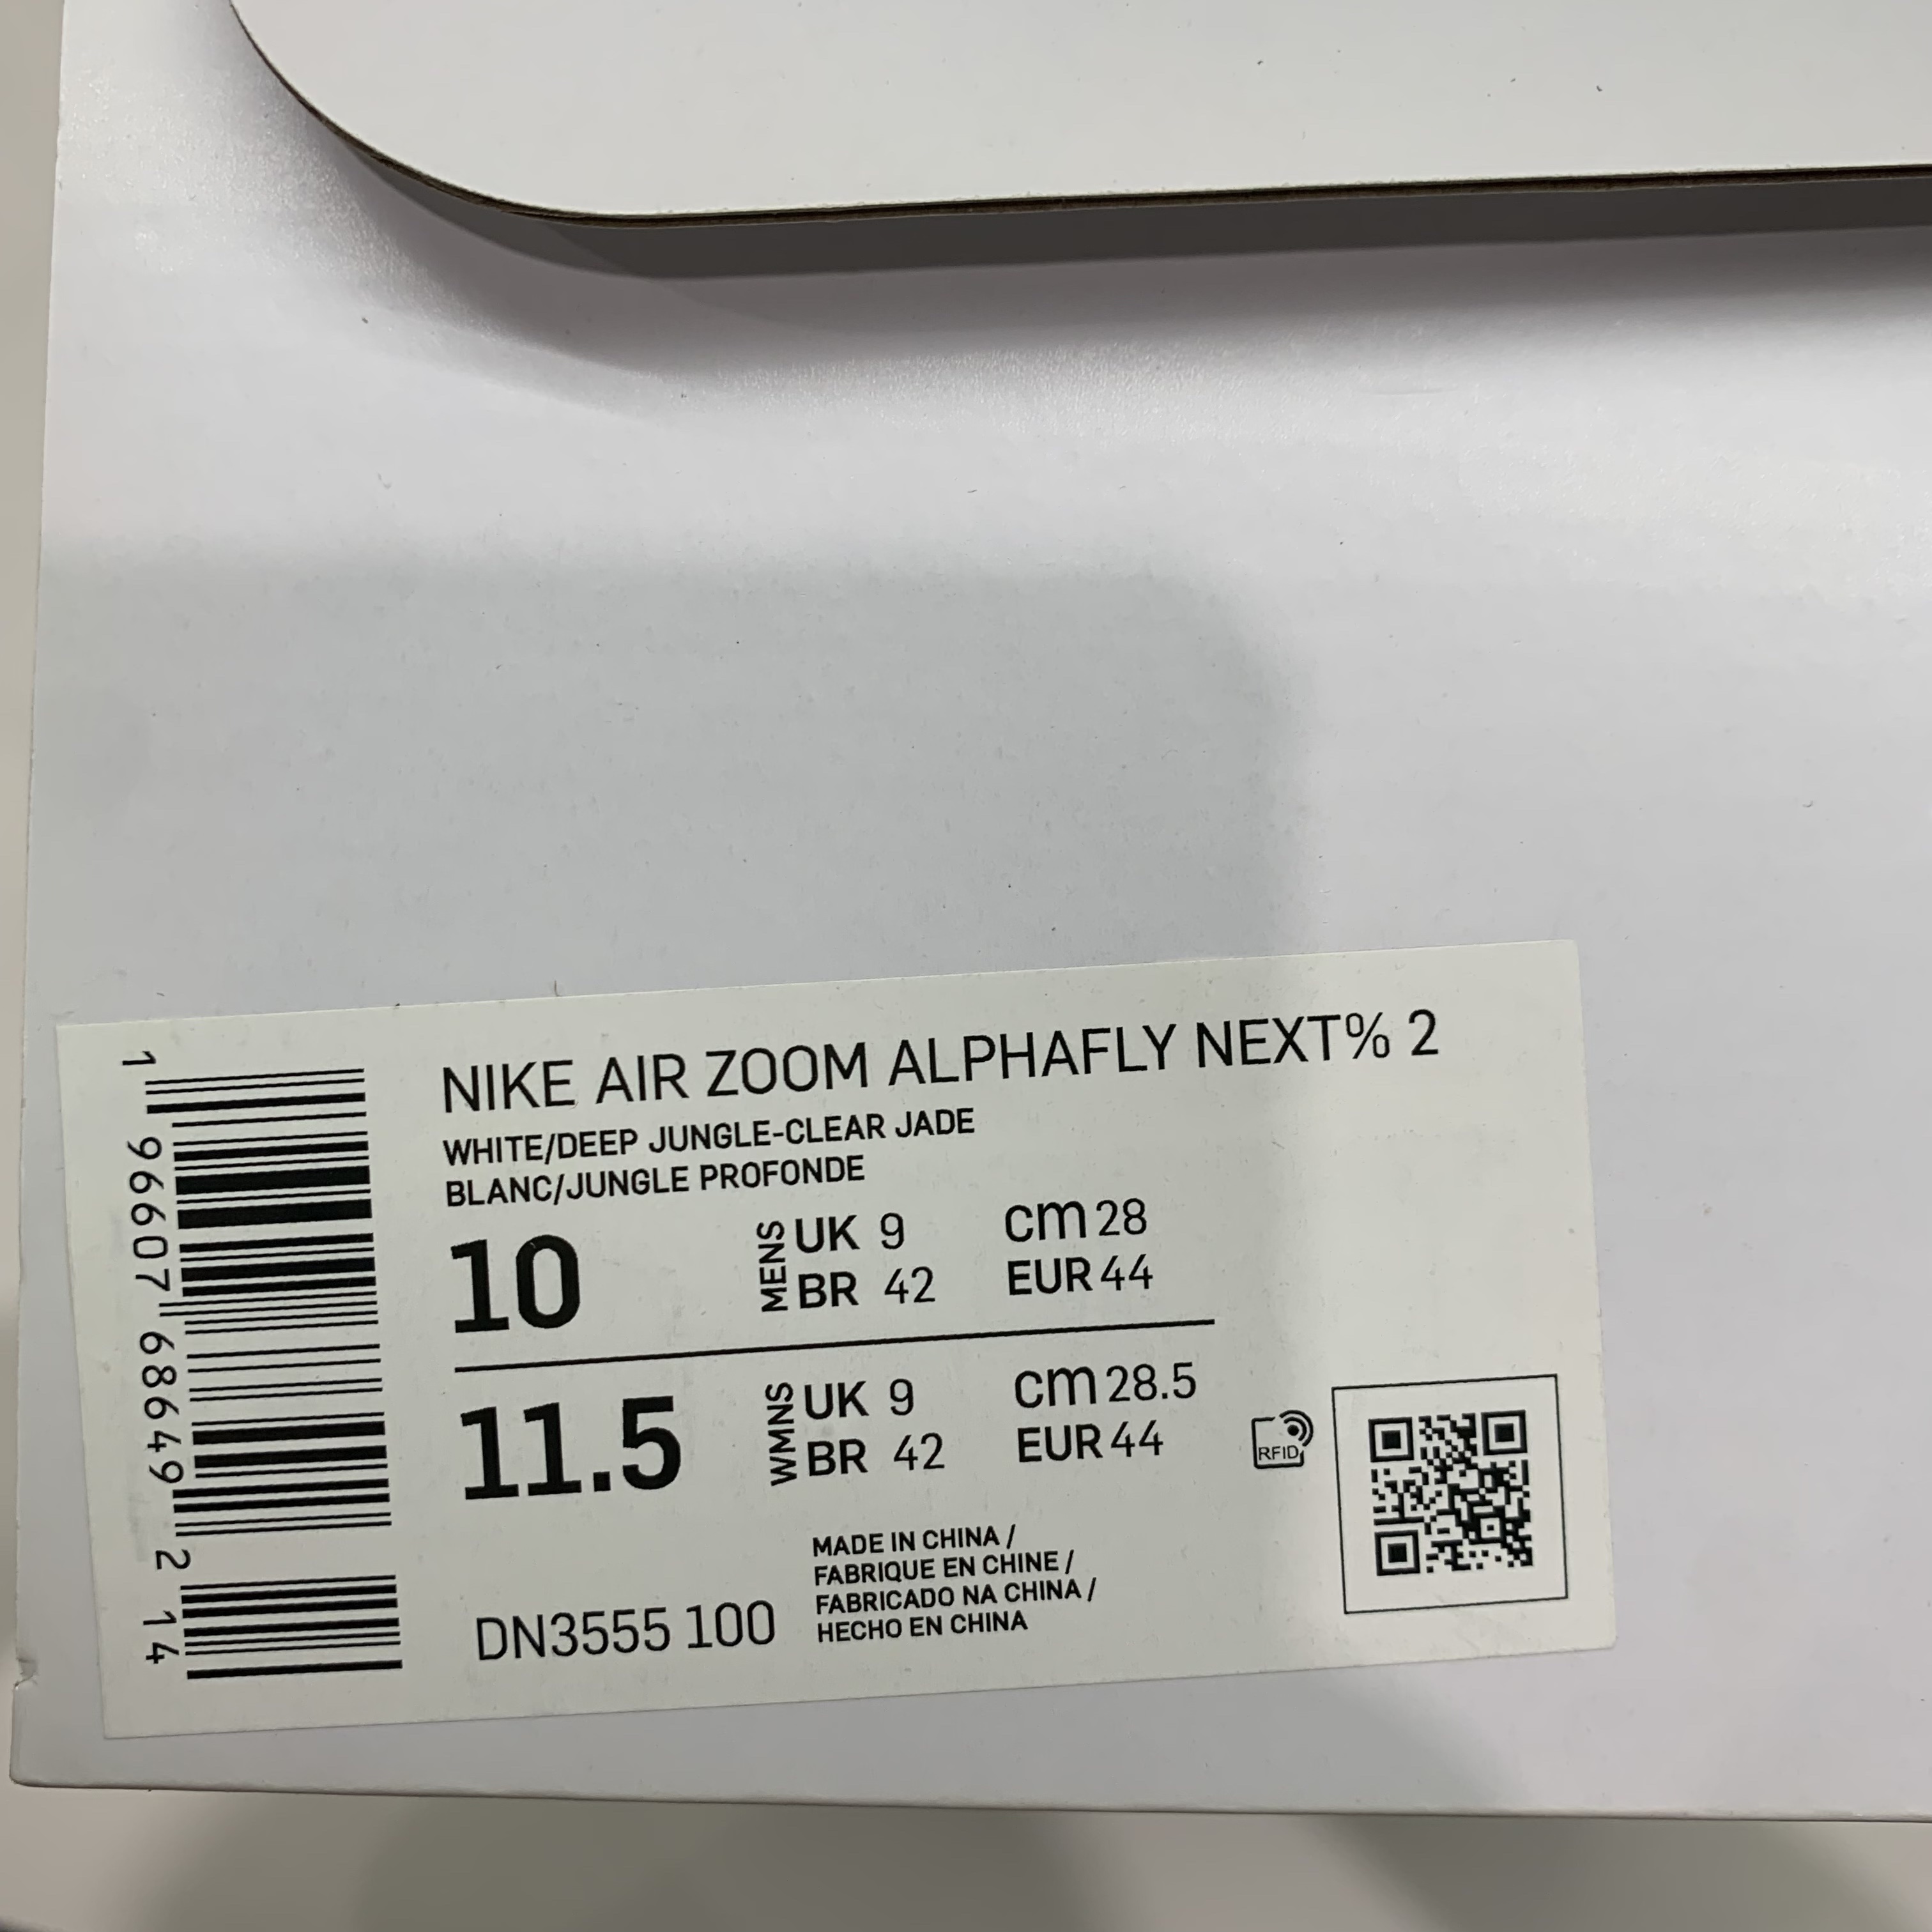 NIKE AIR ZOOM ALPHAFLY NEXT% 2
WHITE/DEEP JUNGLE-CLEAR JADE
BLANC/JUNGLE PROFONDE
10 MENS UK 9 cm 28
BR 42 EUR 44
11.5 WMNS UK 9 cm 28.5
BR 42 EUR 44
RFID
MADE IN CHINA /
FABRIQUE EN CHINE /
FABRICADO NA CHINA /
HECHO EN CHINA
DN3555 100
1 96607 68649 2 14